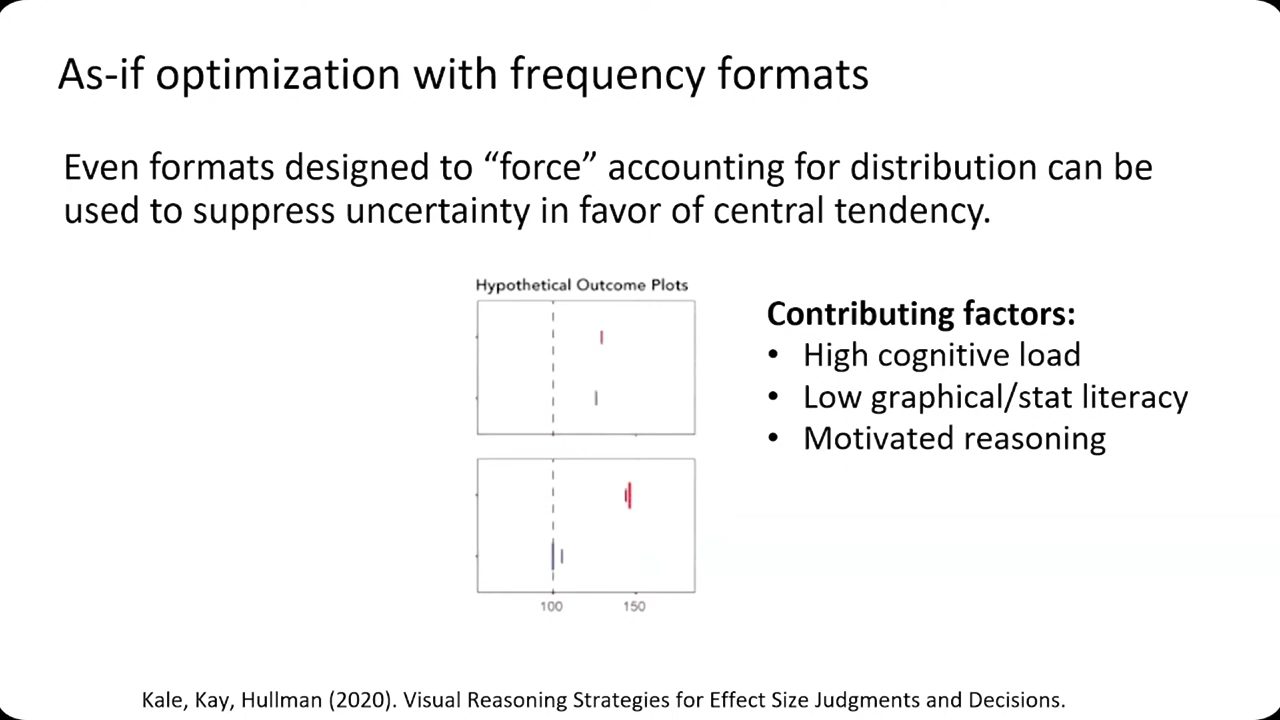 As-if optimization with frequency formats
Even formats designed to “force” accounting for distribution can be
used to suppress uncertainty in favor of central tendency.
Hypothetical Outcome Plots
100 150
Contributing factors:
• High cognitive load
• Low graphical/stat literacy
• Motivated reasoning
Kale, Kay, Hullman (2020). Visual Reasoning Strategies for Effect Size Judgments and Decisions.